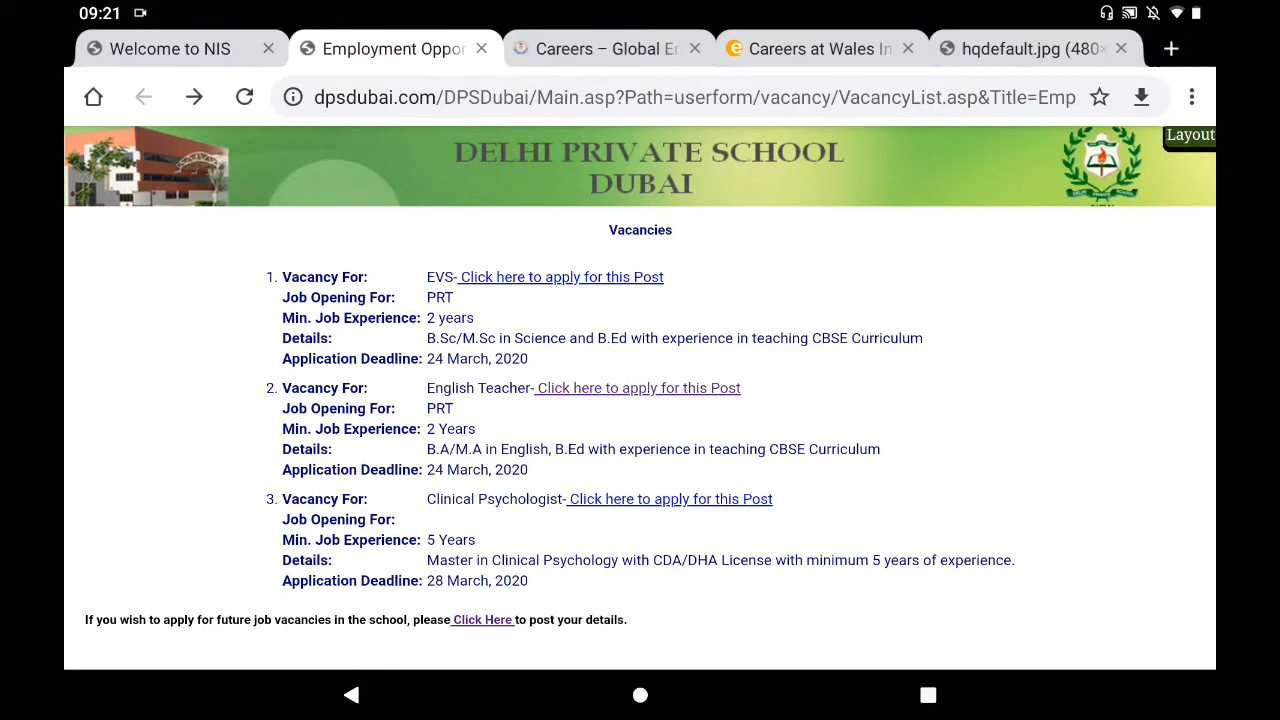 09:21
Welcome to NIS
Employment Oppor
Careers – Global En
Careers at Wales In
hqdefault.jpg (480×
dpsdubai.com/DPSDubai/Main.asp?Path=userform/vacancy/VacancyList.asp&Title=Emp
DELHI PRIVATE SCHOOL
DUBAI
Layout
Vacancies
1. Vacancy For: EVS- Click here to apply for this Post
Job Opening For: PRT
Min. Job Experience: 2 years
Details: B.Sc/M.Sc in Science and B.Ed with experience in teaching CBSE Curriculum
Application Deadline: 24 March, 2020
2. Vacancy For: English Teacher- Click here to apply for this Post
Job Opening For: PRT
Min. Job Experience: 2 Years
Details: B.A/M.A in English, B.Ed with experience in teaching CBSE Curriculum
Application Deadline: 24 March, 2020
3. Vacancy For: Clinical Psychologist- Click here to apply for this Post
Job Opening For:
Min. Job Experience: 5 Years
Details: Master in Clinical Psychology with CDA/DHA License with minimum 5 years of experience.
Application Deadline: 28 March, 2020
If you wish to apply for future job vacancies in the school, please Click Here to post your details.